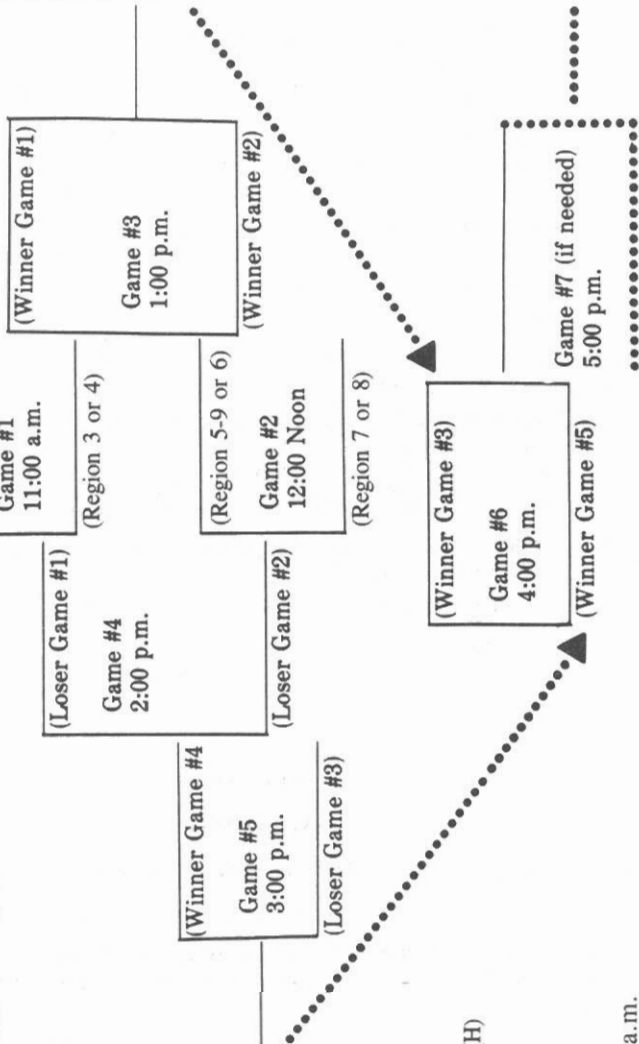 (Winner Game #1)
Game #3
1:00 p.m.
(Winner Game #2)
Game #1
11:00 a.m.
(Region 3 or 4)
(Region 5-9 or 6)
Game #2
12:00 Noon
(Region 7 or 8)
(Loser Game #1)
Game #4
2:00 p.m.
(Loser Game #2)
(Winner Game #4
Game #5
3:00 p.m.
(Loser Game #3)
(Winner Game #3)
Game #6
4:00 p.m.
(Winner Game #5)
Game #7 (if needed)
5:00 p.m.
H)
a.m.